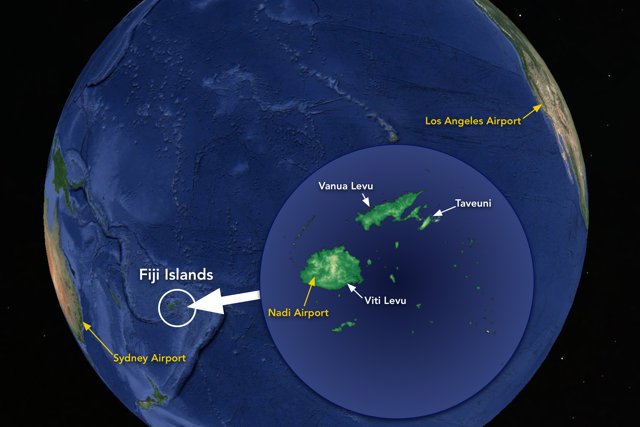 Los Angeles Airport
Vanua Levu
Taveuni
Fiji Islands
Viti Levu
Nadi Airport
Sydney Airport